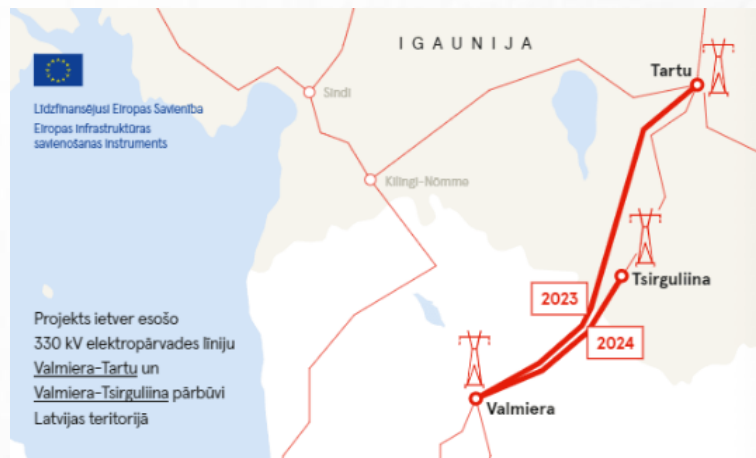 IGAUNIJA
Tartu
Sindi
Līdzfinansējusi Eiropas Savienība
Eiropas Infrastruktūras
savienošanas instruments
Kilingi-Nõmme
Tsirguliina
2023
2024
Projekts ietver esošo
330 kV elektropārvades līniju
Valmiera-Tartu un
Valmiera-Tsirguliina pārbūvi
Latvijas teritorijā
Valmiera